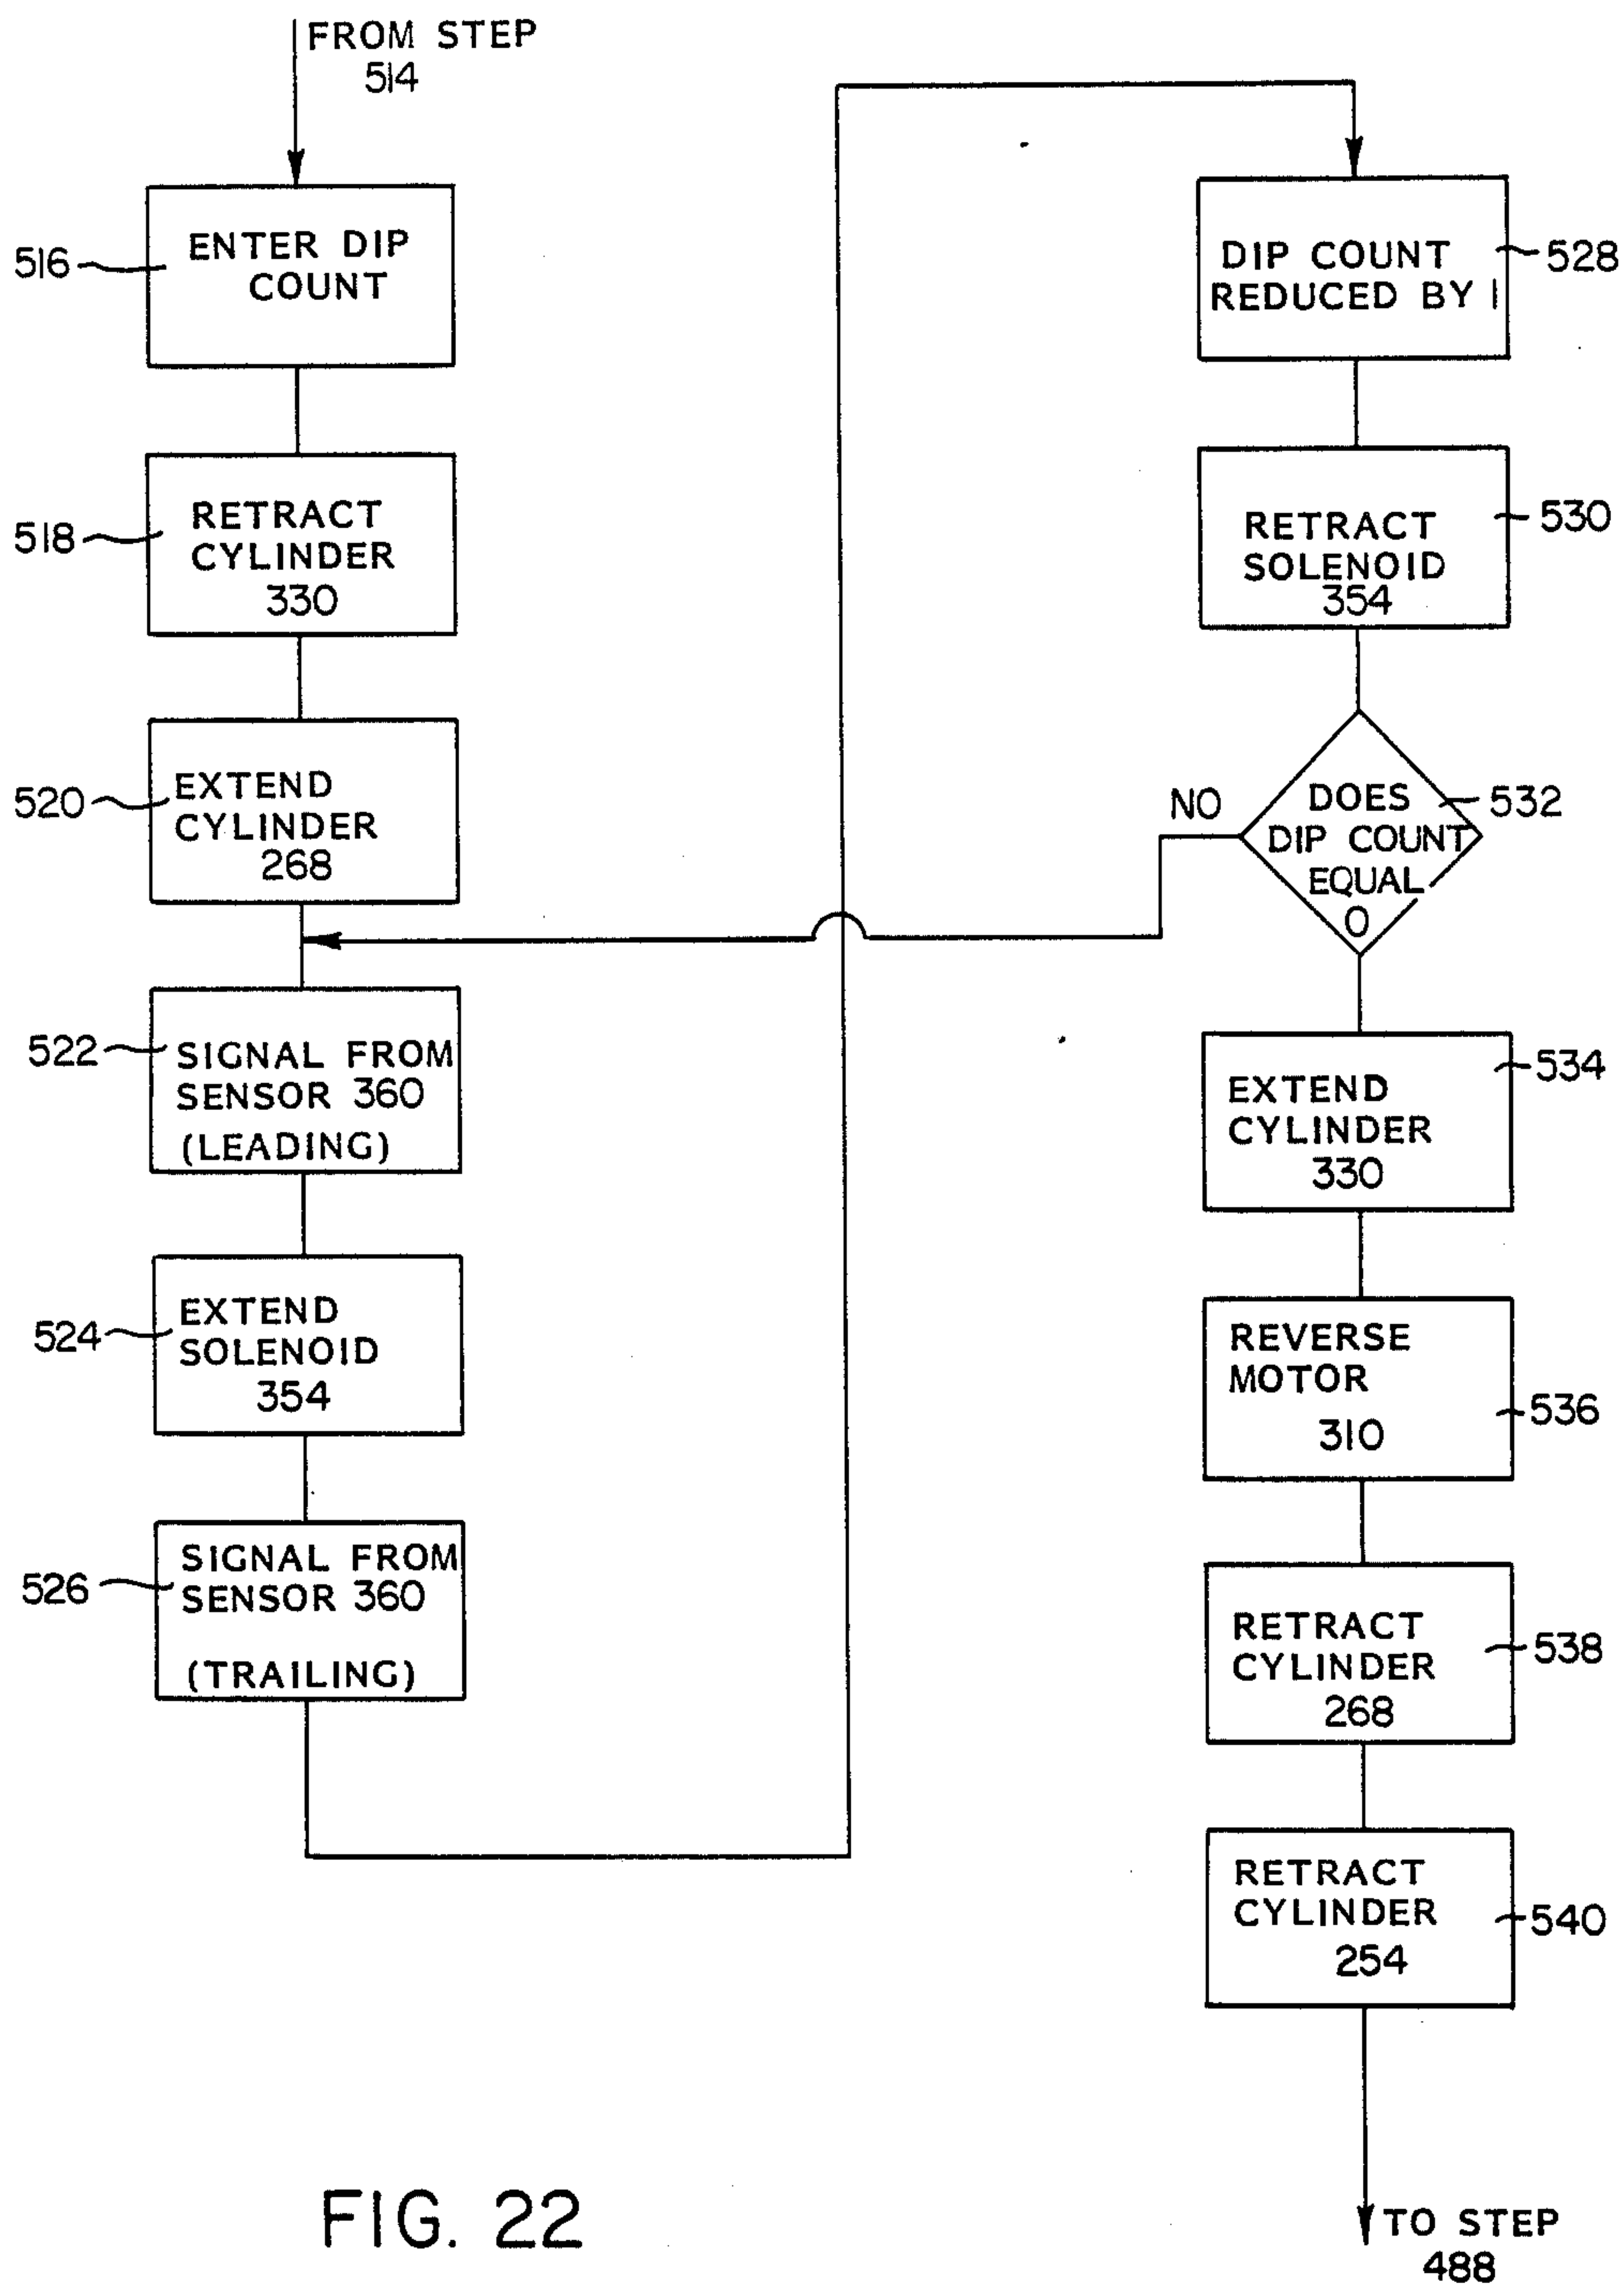 FROM STEP
514
516
ENTER DIP
COUNT
518
RETRACT
CYLINDER
330
520
EXTEND
CYLINDER
268
522
SIGNAL FROM
SENSOR 360
(LEADING)
524
EXTEND
SOLENOID
354
526
SIGNAL FROM
SENSOR 360
(TRAILING)
528
DIP COUNT
REDUCED BY 1
530
RETRACT
SOLENOID
354
NO
532
DOES
DIP COUNT
EQUAL
0
534
EXTEND
CYLINDER
330
REVERSE
MOTOR
310
536
RETRACT
CYLINDER
268
538
RETRACT
CYLINDER
254
540
TO STEP
488
FIG. 22